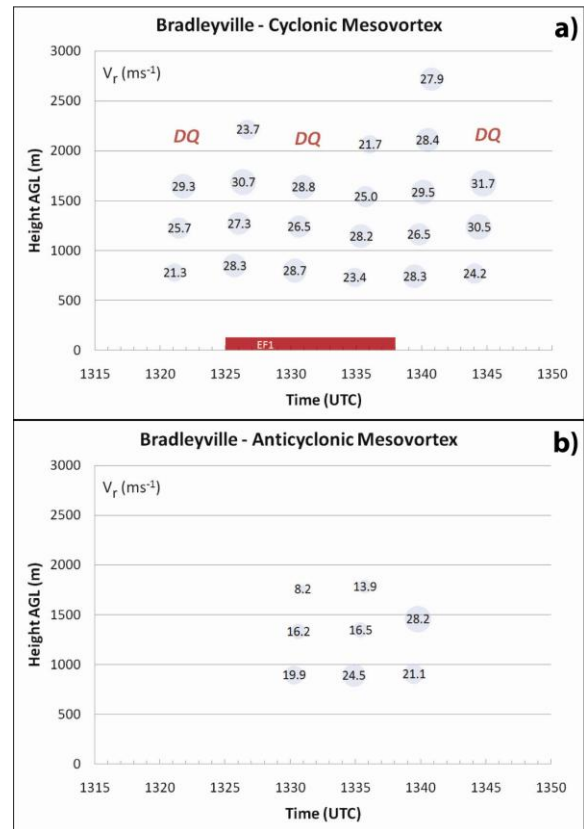 Bradleyville - Cyclonic Mesovortex
a)
3000
Vr (ms-1)
27.9
2500
DQ 23.7 DQ 21.7 28.4 DQ
2000
29.3 30.7 28.8 25.0 29.5 31.7
1500
25.7 27.3 26.5 28.2 26.5 30.5
1000
21.3 28.3 28.7 23.4 28.3 24.2
500
EF1
0
Height AGL (m)
1315 1320 1325 1330 1335 1340 1345 1350
Time (UTC)
Bradleyville - Anticyclonic Mesovortex
b)
3000
Vr (ms-1)
2500
2000
8.2 13.9
1500
28.2
16.2 16.5
1000
19.9 24.5 21.1
500
0
Height AGL (m)
1315 1320 1325 1330 1335 1340 1345 1350
Time (UTC)